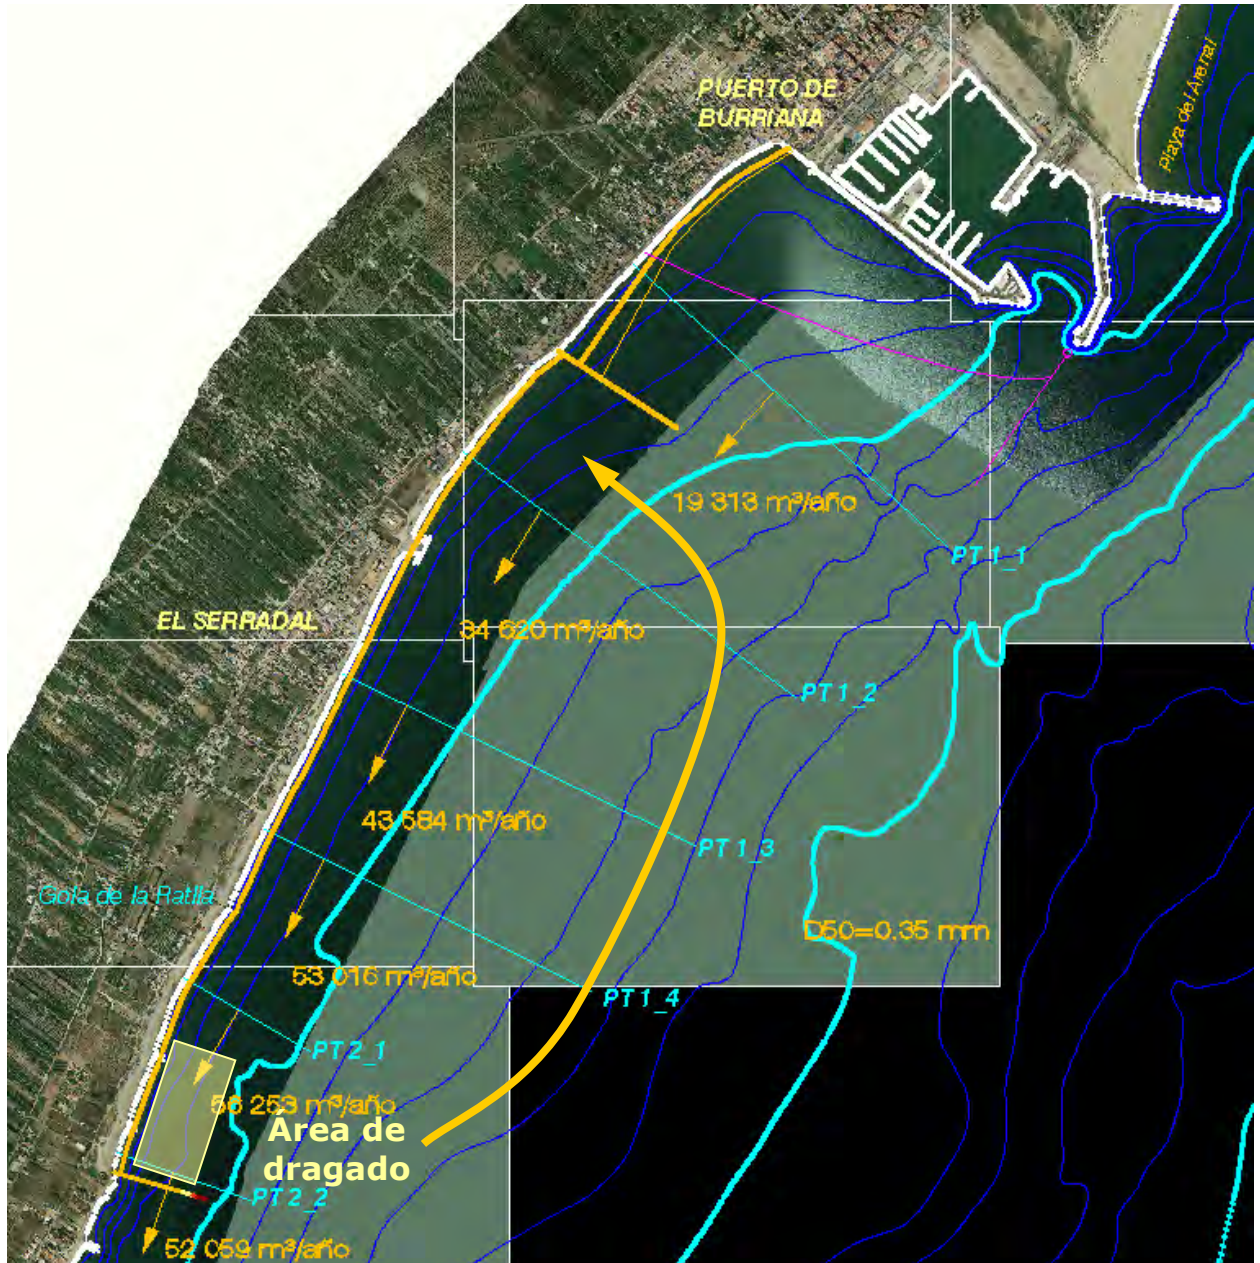 PUERTO DE
BURRIANA
Playa del Arenal
19 313 m³/año
PT 1_1
EL SERRADAL
34 620 m³/año
PT 1_2
43 584 m³/año
PT 1_3
Gola de la Ratlla
D50=0.35 mm
53 016 m³/año
PT 1_4
PT 2_1
56 253 m³/año
Área de
dragado
PT 2_2
52 059 m³/año